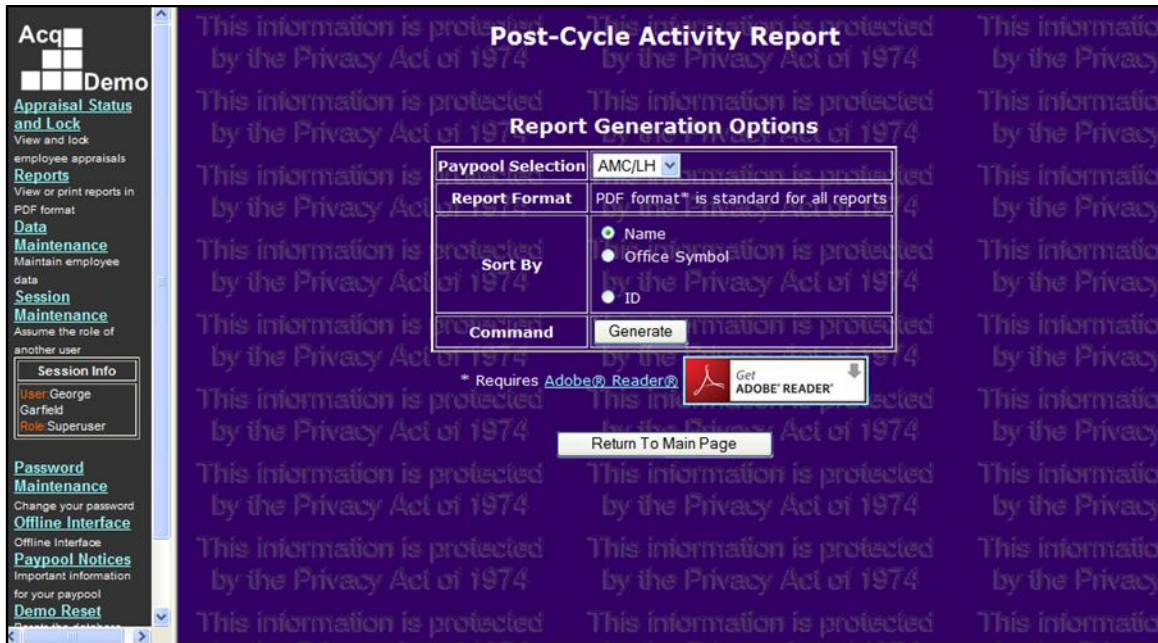 Acq
Demo
Appraisal Status
and Lock
View and lock
employee appraisals
Reports
View or print reports in
PDF format
Data
Maintenance
Maintain employee
data
Session
Maintenance
Assume the role of
another user
Session Info
User:George
Garfield
Role:Superuser
Password
Maintenance
Change your password
Offline Interface
Offline Interface
Paypool Notices
Important information
for your paypool
Demo Reset
Post-Cycle Activity Report
Report Generation Options
Paypool Selection AMC/LH
Report Format PDF format* is standard for all reports
Sort By
Name
Office Symbol
ID
Command Generate
* Requires Adobe® Reader® Get ADOBE® READER®
Return To Main Page
This information is protected
by the Privacy Act of 1974